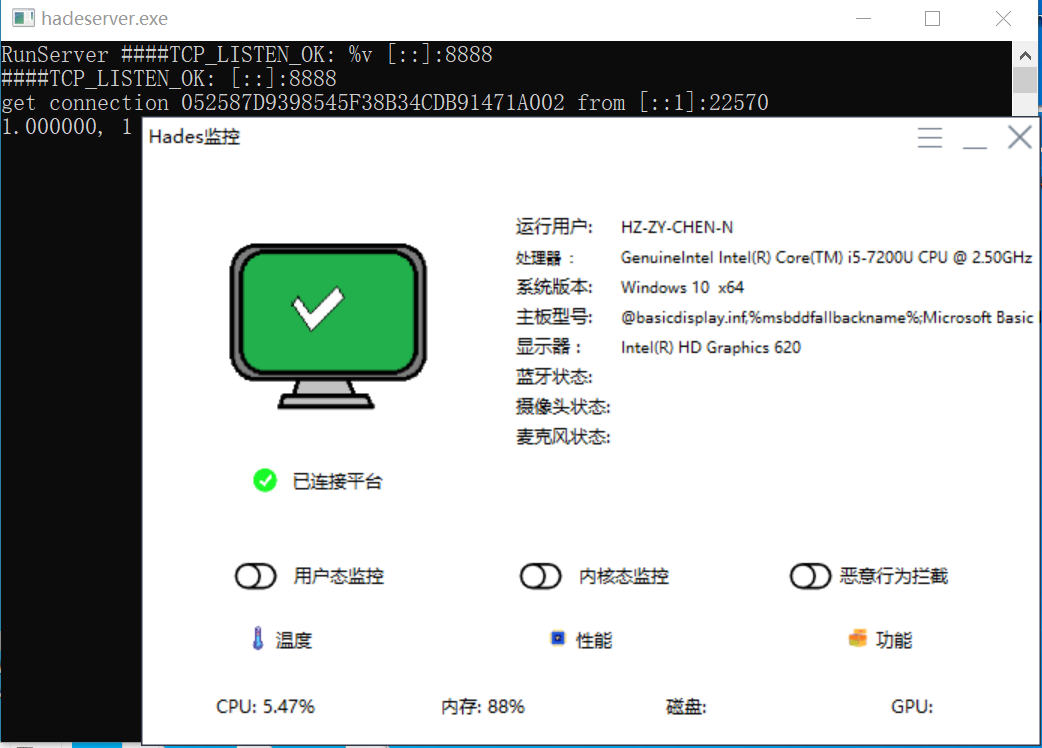 hadeserver.exe
RunServer ####TCP_LISTEN_OK: %v [::]:8888
####TCP_LISTEN_OK: [::]:8888
get connection 052587D9398545F38B34CDB91471A002 from [::1]:22570
1.000000, 1
Hades监控
运行用户: HZ-ZY-CHEN-N
处理器 : GenuineIntel Intel(R) Core(TM) i5-7200U CPU @ 2.50GHz
系统版本: Windows 10 x64
主板型号: @basicdisplay.inf,%msbddfallbackname%;Microsoft Basic
显示器 : Intel(R) HD Graphics 620
蓝牙状态:
摄像头状态:
麦克风状态:
已连接平台
用户态监控 内核态监控 恶意行为拦截
温度 性能 功能
CPU: 5.47% 内存: 88% 磁盘: GPU: